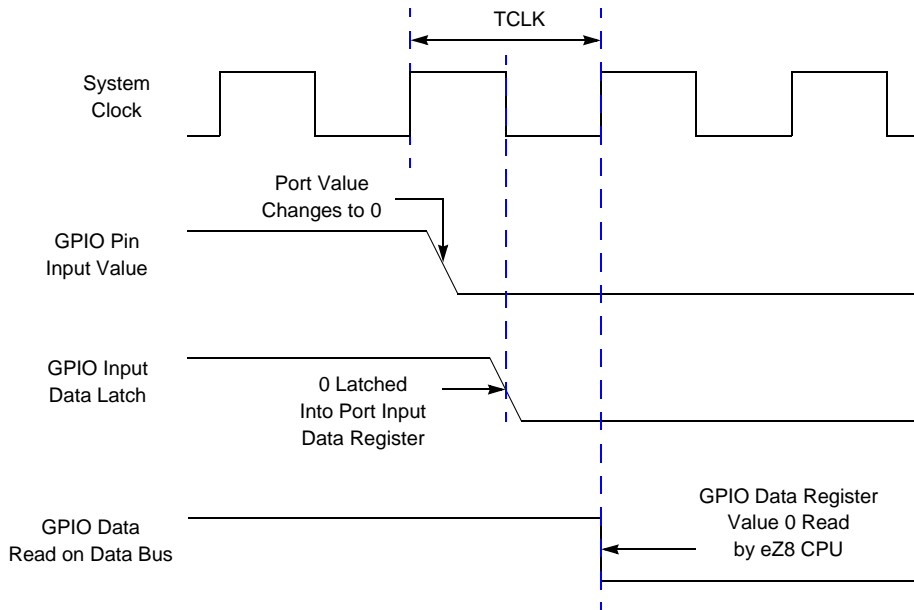 TCLK
System
Clock
Port Value
Changes to 0
GPIO Pin
Input Value
GPIO Input
Data Latch
0 Latched
Into Port Input
Data Register
GPIO Data Register
Value 0 Read
by eZ8 CPU
GPIO Data
Read on Data Bus